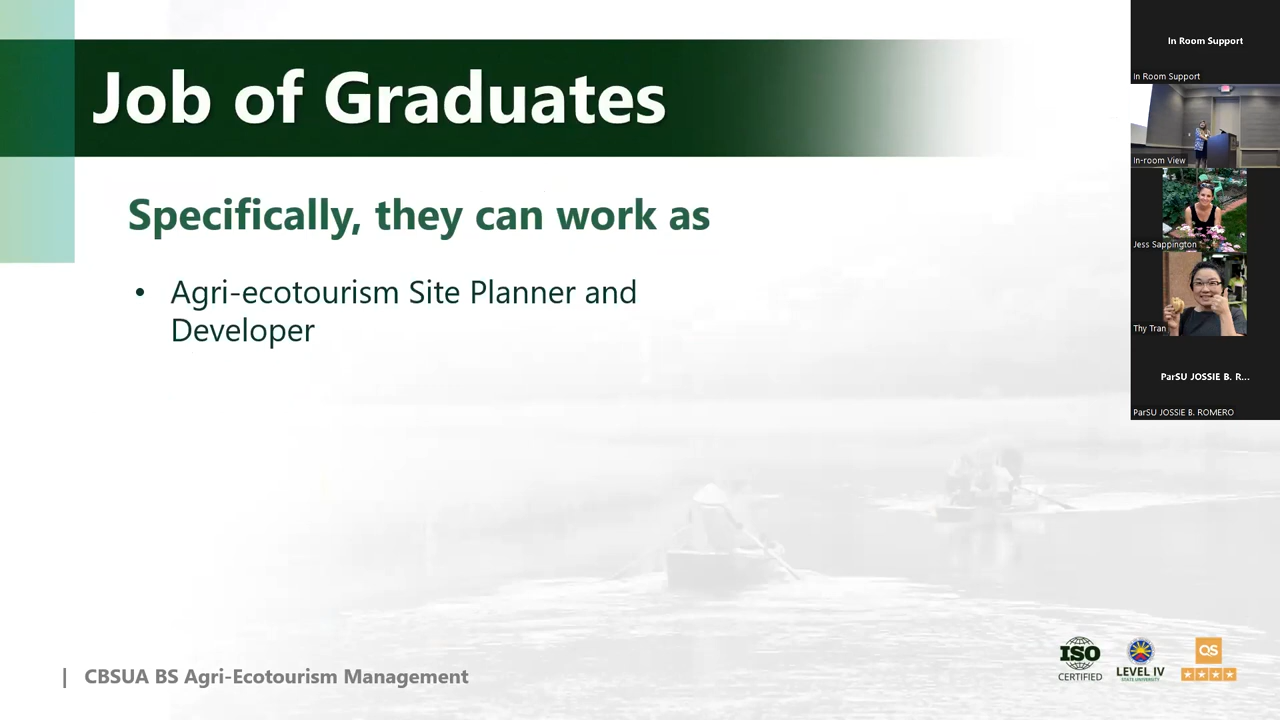 Job of Graduates
Specifically, they can work as
• Agri-ecotourism Site Planner and
Developer
| CBSUA BS Agri-Ecotourism Management
ISO
CERTIFIED
LEVEL IV
STATE UNIVERSITY
QS
In Room Support
In Room Support
In-room View
Jess Sappington
Thy Tran
ParSU JOSSIE B. R...
ParSU JOSSIE B. ROMERO